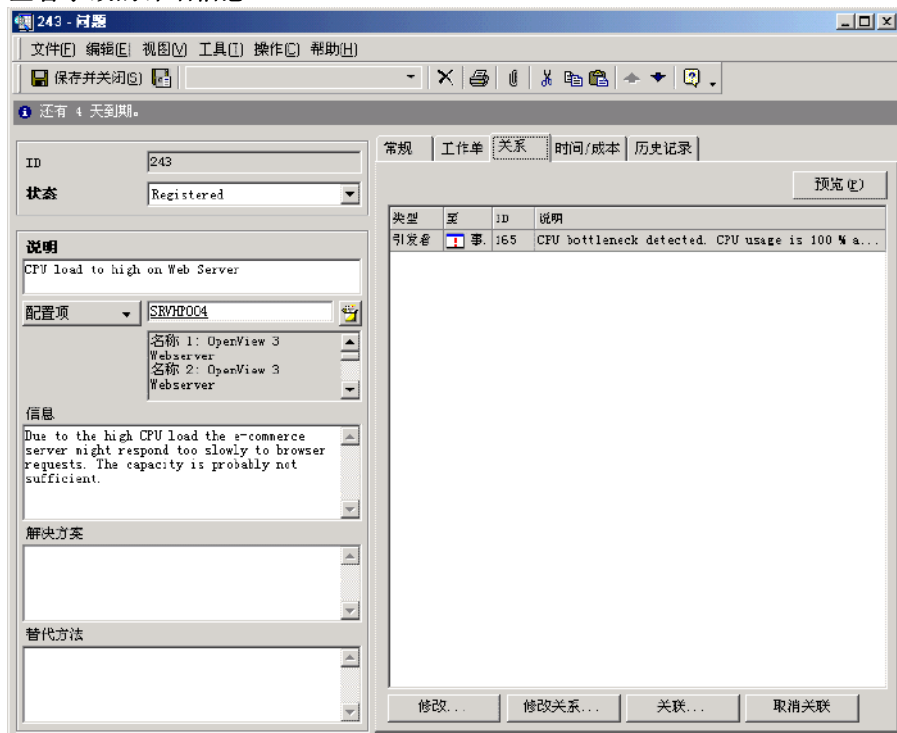 243 - 问题
文件(F) 编辑(E) 视图(V) 工具(T) 操作(C) 帮助(H)
保存并关闭(S)
还有 4 天到期。
ID 243
状态 Registered
说明
CPU load to high on Web Server
配置项 SRVHP004
名称 1: OpenView 3
Webserver
名称 2: OpenView 3
Webserver
信息
Due to the high CPU load the e-commerce
server might respond too slowly to browser
requests. The capacity is probably not
sufficient.
解决方案
替代方法
常规 工作单 关系 时间/成本 历史记录
预览(P)
类型 至 ID 说明
引发者 事. 165 CPU bottleneck detected. CPU usage is 100 % a...
修改... 修改关系... 关联... 取消关联